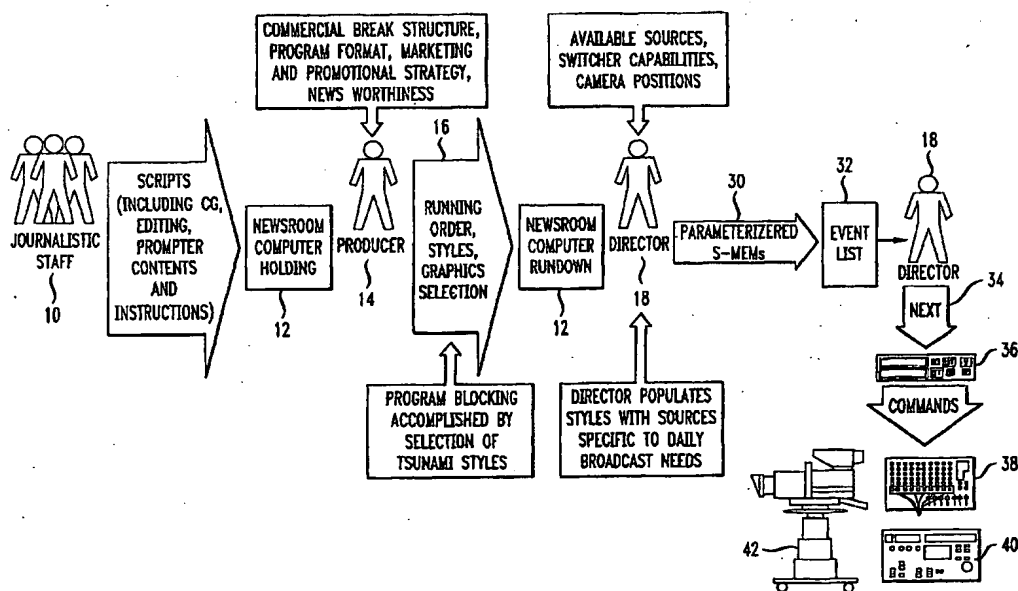 COMMERCIAL BREAK STRUCTURE,
PROGRAM FORMAT, MARKETING
AND PROMOTIONAL STRATEGY,
NEWS WORTHINESS
AVAILABLE SOURCES,
SWITCHER CAPABILITIES,
CAMERA POSITIONS
JOURNALISTIC
STAFF
10
SCRIPTS
(INCLUDING CG,
EDITING,
PROMPTER
CONTENTS
AND
INSTRUCTIONS)
NEWSROOM
COMPUTER
HOLDING
12
PRODUCER
14
16
RUNNING
ORDER,
STYLES,
GRAPHICS
SELECTION
NEWSROOM
COMPUTER
RUNDOWN
12
DIRECTOR
18
30
PARAMETERIZERED
S-MEMs
32
EVENT
LIST
18
DIRECTOR
34
NEXT
36
COMMANDS
38
40
42
PROGRAM BLOCKING
ACCOMPLISHED BY
SELECTION OF
TSUNAMI STYLES
DIRECTOR POPULATES
STYLES WITH SOURCES
SPECIFIC TO DAILY
BROADCAST NEEDS